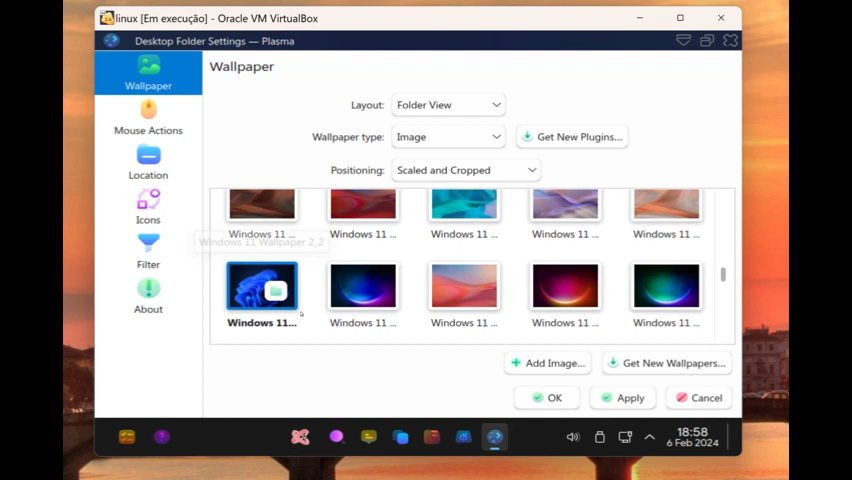 linux [Em execução] - Oracle VM VirtualBox
Desktop Folder Settings — Plasma
Wallpaper
Mouse Actions
Location
Icons
Filter
About
Wallpaper
Layout: Folder View
Wallpaper type: Image Get New Plugins...
Positioning: Scaled and Cropped
Windows 11 ... Windows 11 ... Windows 11 ... Windows 11 ... Windows 11 ...
Windows 11 Wallpaper 2_2
Windows 11... Windows 11 ... Windows 11 ... Windows 11 ... Windows 11 ...
Add Image... Get New Wallpapers...
OK Apply Cancel
18:58
6 Feb 2024